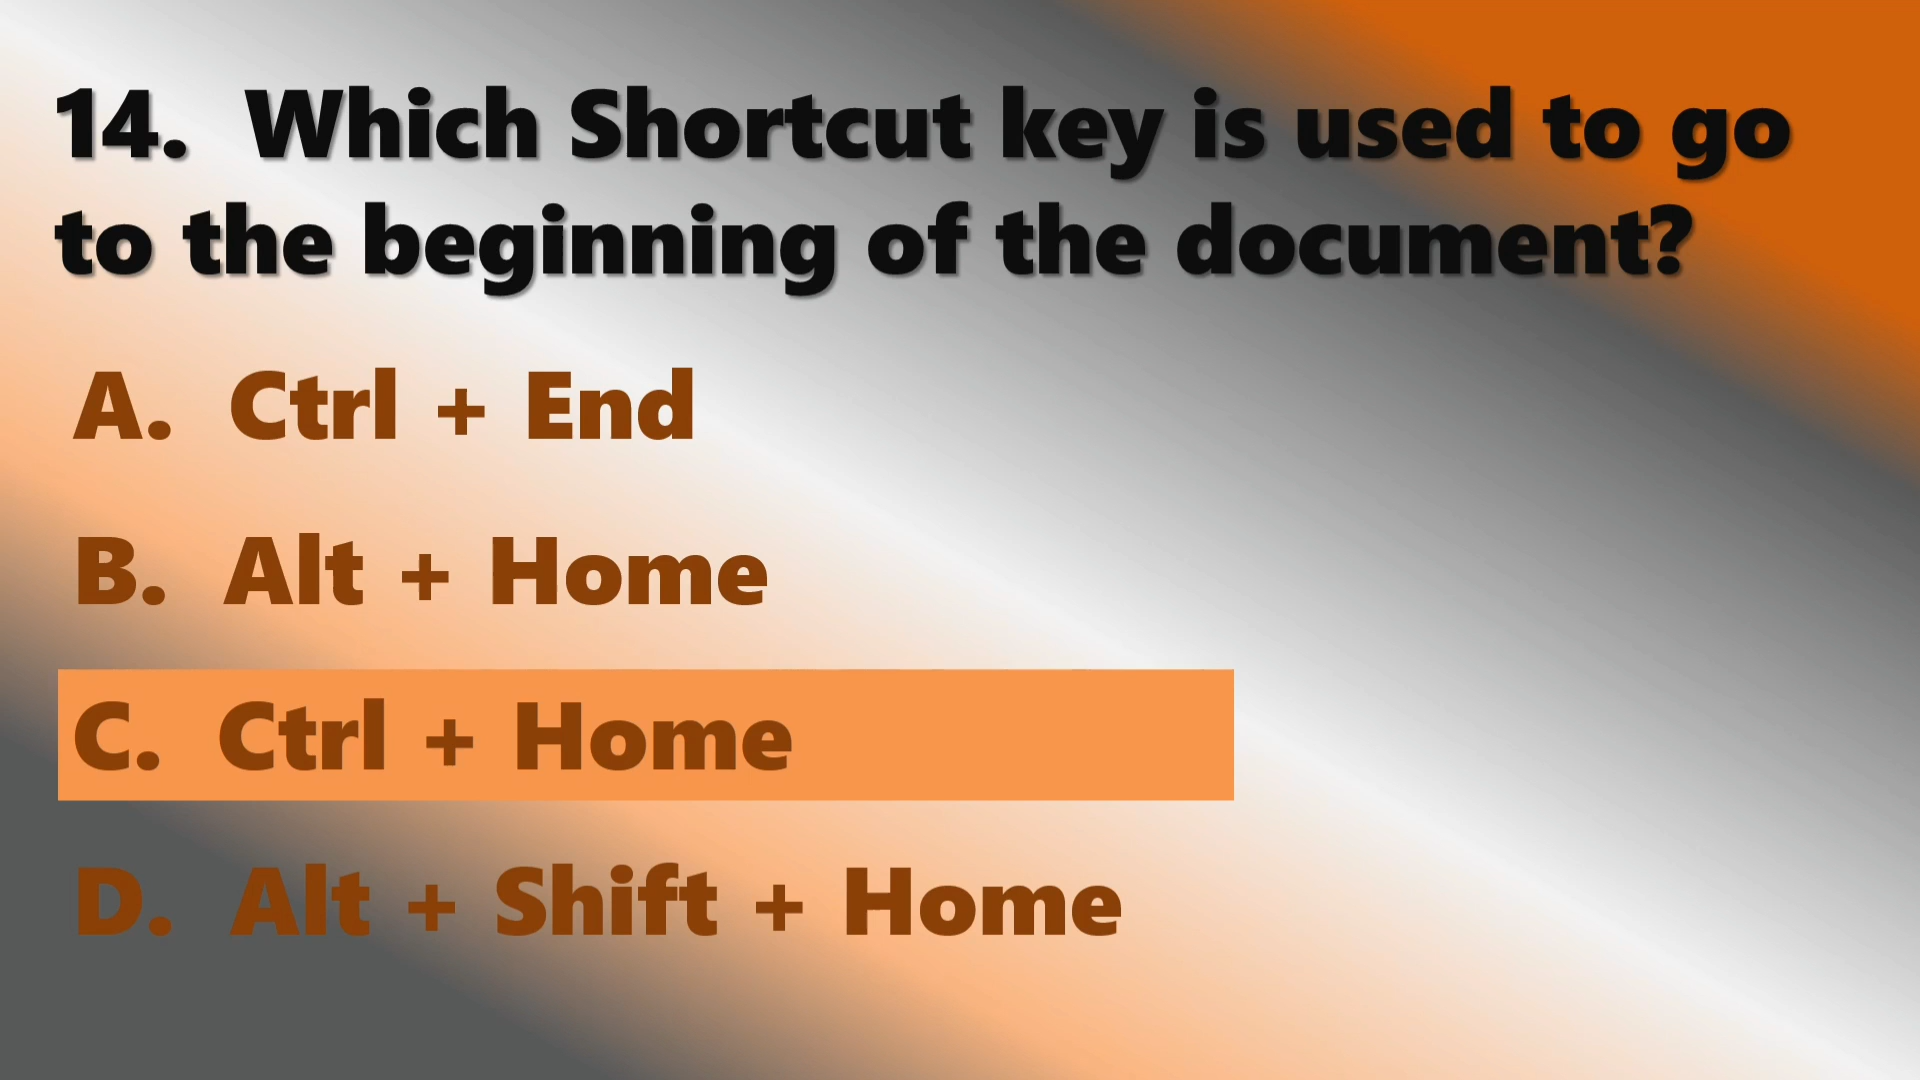 14. Which Shortcut key is used to go
to the beginning of the document?
A. Ctrl + End
B. Alt + Home
C. Ctrl + Home
D. Alt + Shift + Home